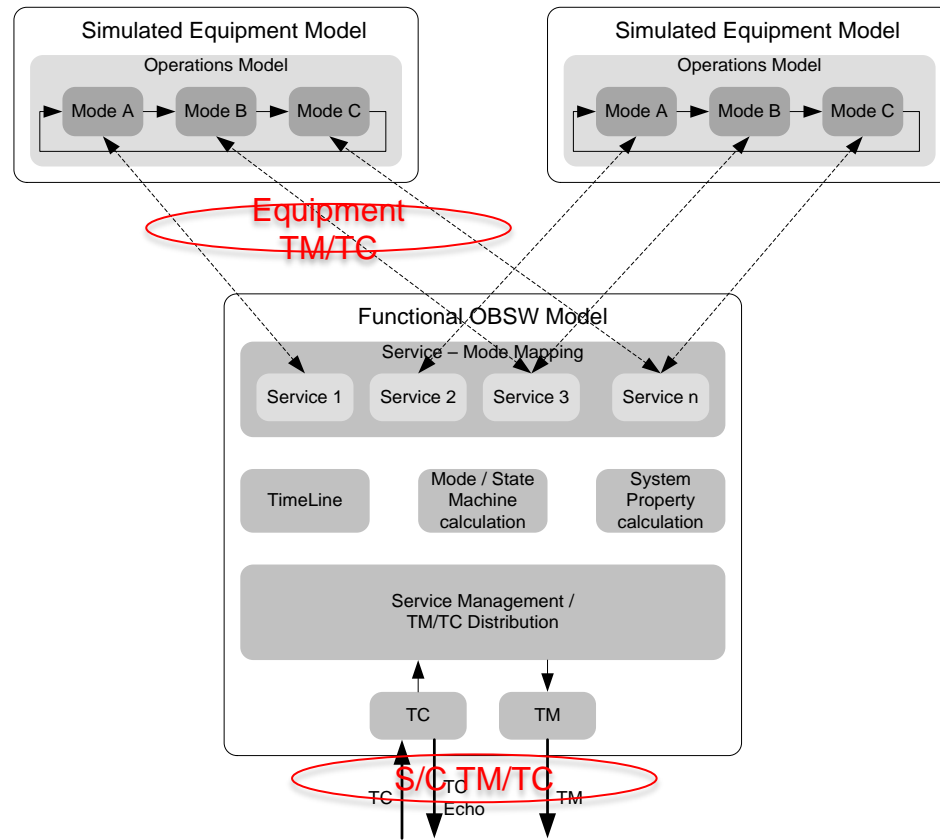 Simulated Equipment Model
Operations Model
Mode A
Mode B
Mode C
Simulated Equipment Model
Operations Model
Mode A
Mode B
Mode C
Equipment
TM/TC
Functional OBSW Model
Service – Mode Mapping
Service 1
Service 2
Service 3
Service n
TimeLine
Mode / State
Machine
calculation
System
Property
calculation
Service Management /
TM/TC Distribution
TC
TM
S/C TM/TC
TC
TC
Echo
TM